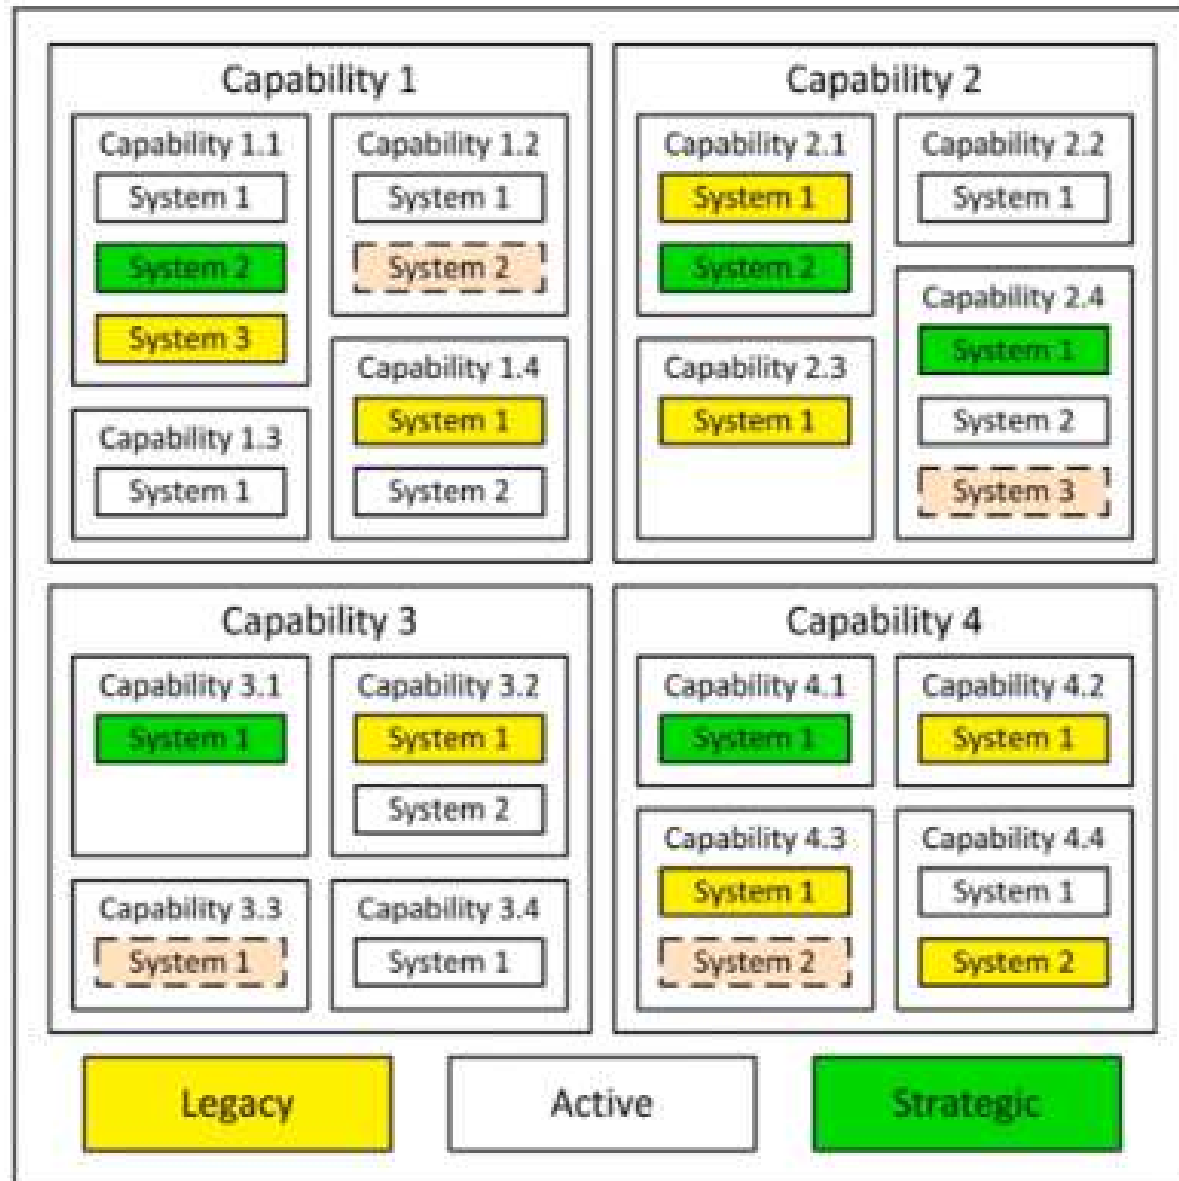 Capability 1
Capability 1.1
System 1
System 2
System 3
Capability 1.2
System 1
System 2
Capability 1.3
System 1
Capability 1.4
System 1
System 2
Capability 2
Capability 2.1
System 1
System 2
Capability 2.2
System 1
Capability 2.3
System 1
Capability 2.4
System 1
System 2
System 3
Capability 3
Capability 3.1
System 1
Capability 3.2
System 1
System 2
Capability 3.3
System 1
Capability 3.4
System 1
Capability 4
Capability 4.1
System 1
Capability 4.2
System 1
Capability 4.3
System 1
System 2
Capability 4.4
System 1
System 2
Legacy
Active
Strategic